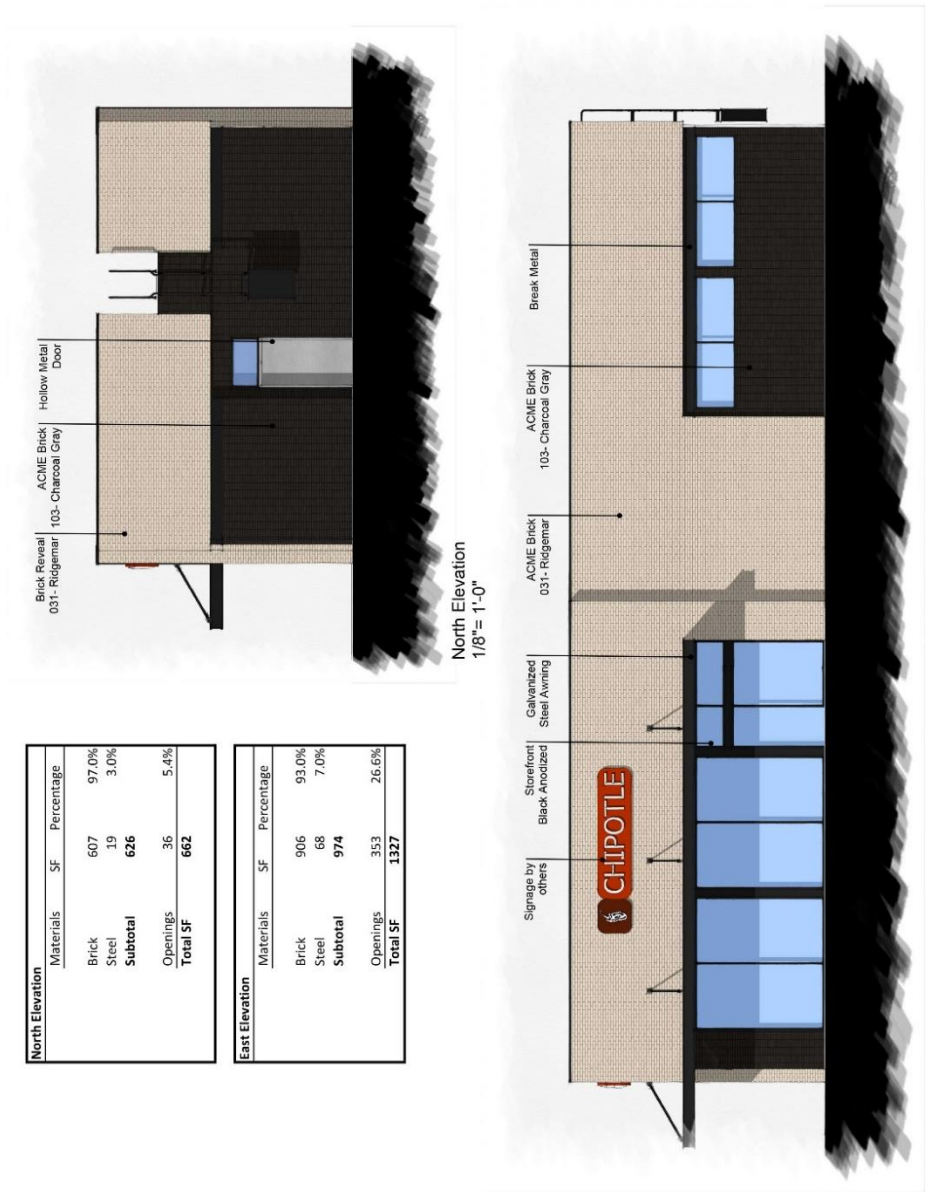 North Elevation
Materials SF Percentage
Brick 607 97.0%
Steel 19 3.0%
Subtotal 626
Openings 36 5.4%
Total SF 662
East Elevation
Materials SF Percentage
Brick 906 93.0%
Steel 68 7.0%
Subtotal 974
Openings 353 26.6%
Total SF 1327
Brick Reveal
031- Ridgemar
ACME Brick
103- Charcoal Gray
Hollow Metal
Door
North Elevation
1/8"= 1'-0"
Signage by
others
Storefront
Black Anodized
Galvanized
Steel Awning
ACME Brick
031- Ridgemar
ACME Brick
103- Charcoal Gray
Break Metal
CHIPOTLE